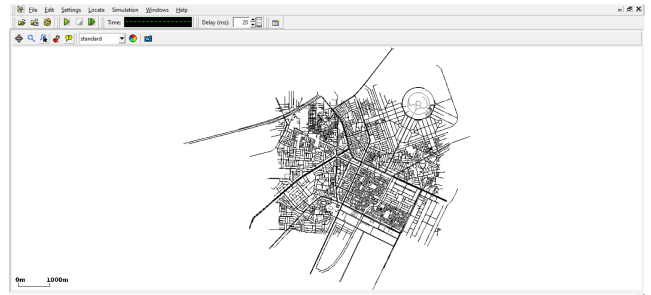 File Edit Settings Locate Simulation Windows Help
Time: Delay (ms): 20
standard
0m 1000m